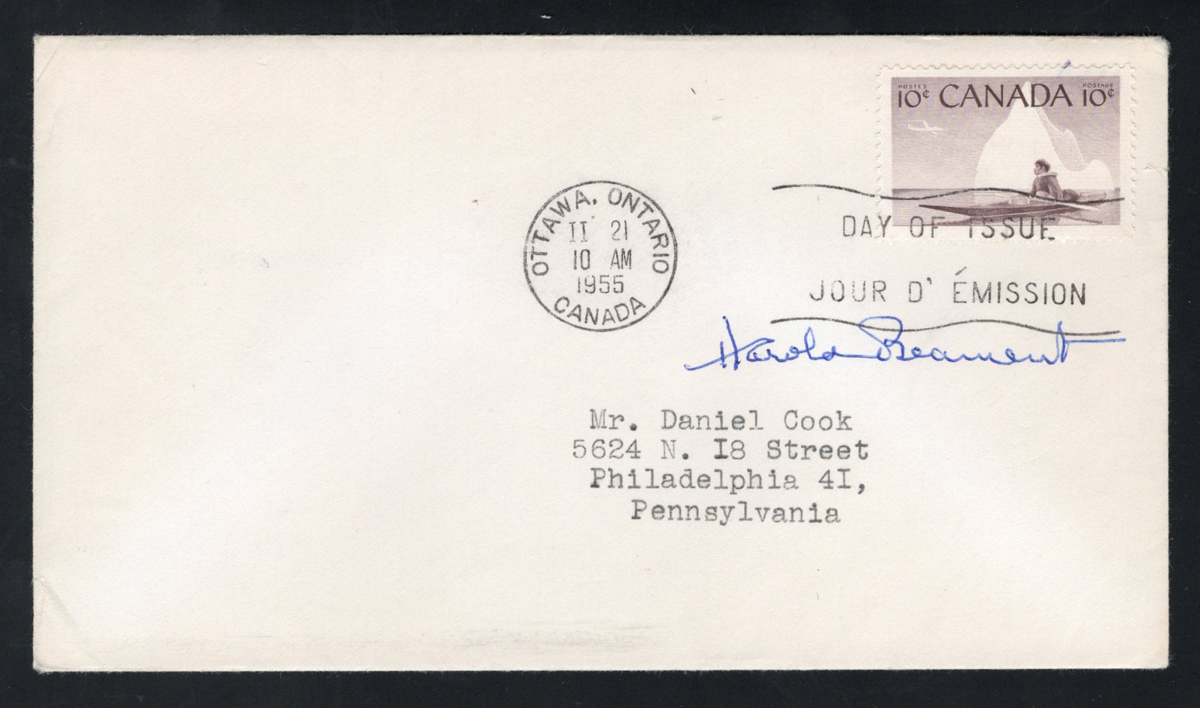 POSTES POSTAGE
10¢ CANADA 10¢
OTTAWA, ONTARIO
II 21
10 AM
1955
CANADA
DAY OF ISSUE
JOUR D' ÉMISSION
Harold Beament
Mr. Daniel Cook
5624 N. I8 Street
Philadelphia 4I,
Pennsylvania